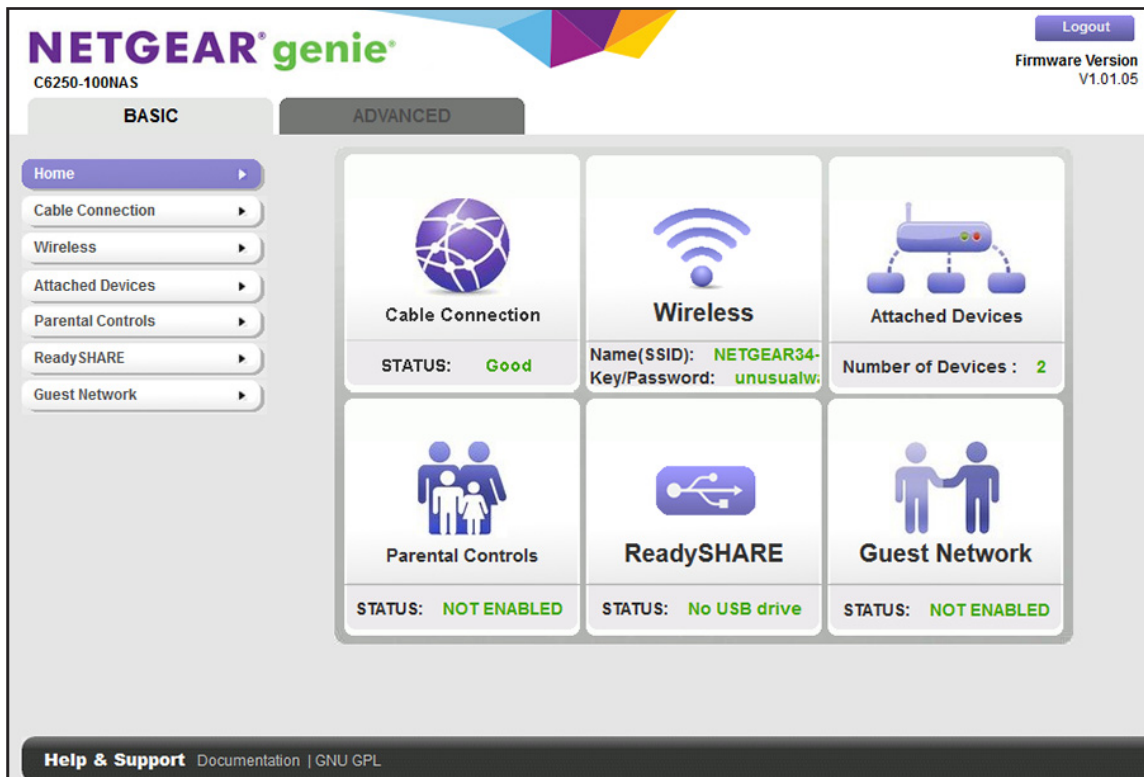 NETGEAR® genie®
C6250-100NAS
Logout
Firmware Version
V1.01.05
BASIC
ADVANCED
Home
Cable Connection
Wireless
Attached Devices
Parental Controls
ReadySHARE
Guest Network
Cable Connection
STATUS: Good
Wireless
Name(SSID): NETGEAR34-
Key/Password: unusualwa
Attached Devices
Number of Devices : 2
Parental Controls
STATUS: NOT ENABLED
ReadySHARE
STATUS: No USB drive
Guest Network
STATUS: NOT ENABLED
Help & Support Documentation | GNU GPL